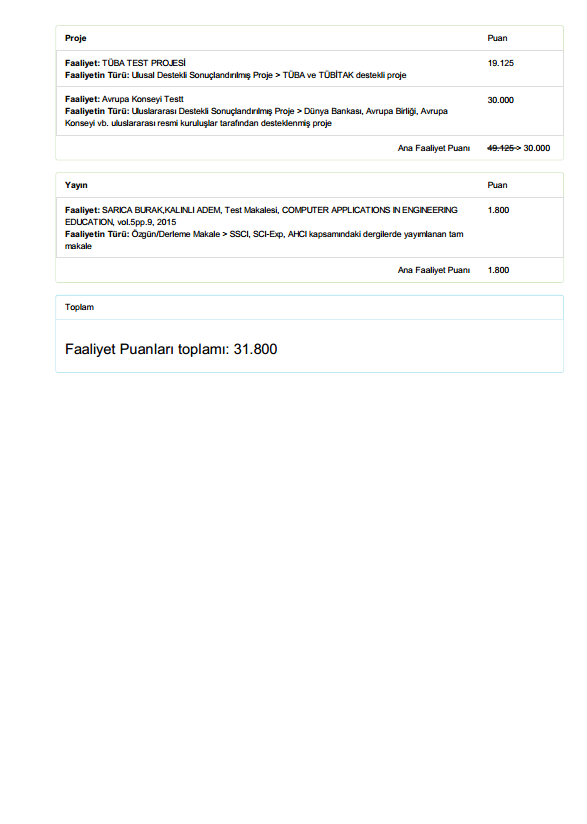 Proje Puan
Faaliyet: TÜBA TEST PROJESİ 19.125
Faaliyetin Türü: Ulusal Destekli Sonuçlandırılmış Proje > TÜBA ve TÜBİTAK destekli proje
Faaliyet: Avrupa Konseyi Testt 30.000
Faaliyetin Türü: Uluslararası Destekli Sonuçlandırılmış Proje > Dünya Bankası, Avrupa Birliği, Avrupa
Konseyi vb. uluslararası resmi kuruluşlar tarafından desteklenmiş proje
Ana Faaliyet Puanı 49.125 > 30.000
Yayın Puan
Faaliyet: SARICA BURAK,KALINLI ADEM, Test Makalesi, COMPUTER APPLICATIONS IN ENGINEERING 1.800
EDUCATION, vol.5pp.9, 2015
Faaliyetin Türü: Özgün/Derleme Makale > SSCI, SCI-Exp, AHCI kapsamındaki dergilerde yayımlanan tam
makale
Ana Faaliyet Puanı 1.800
Toplam
Faaliyet Puanları toplamı: 31.800